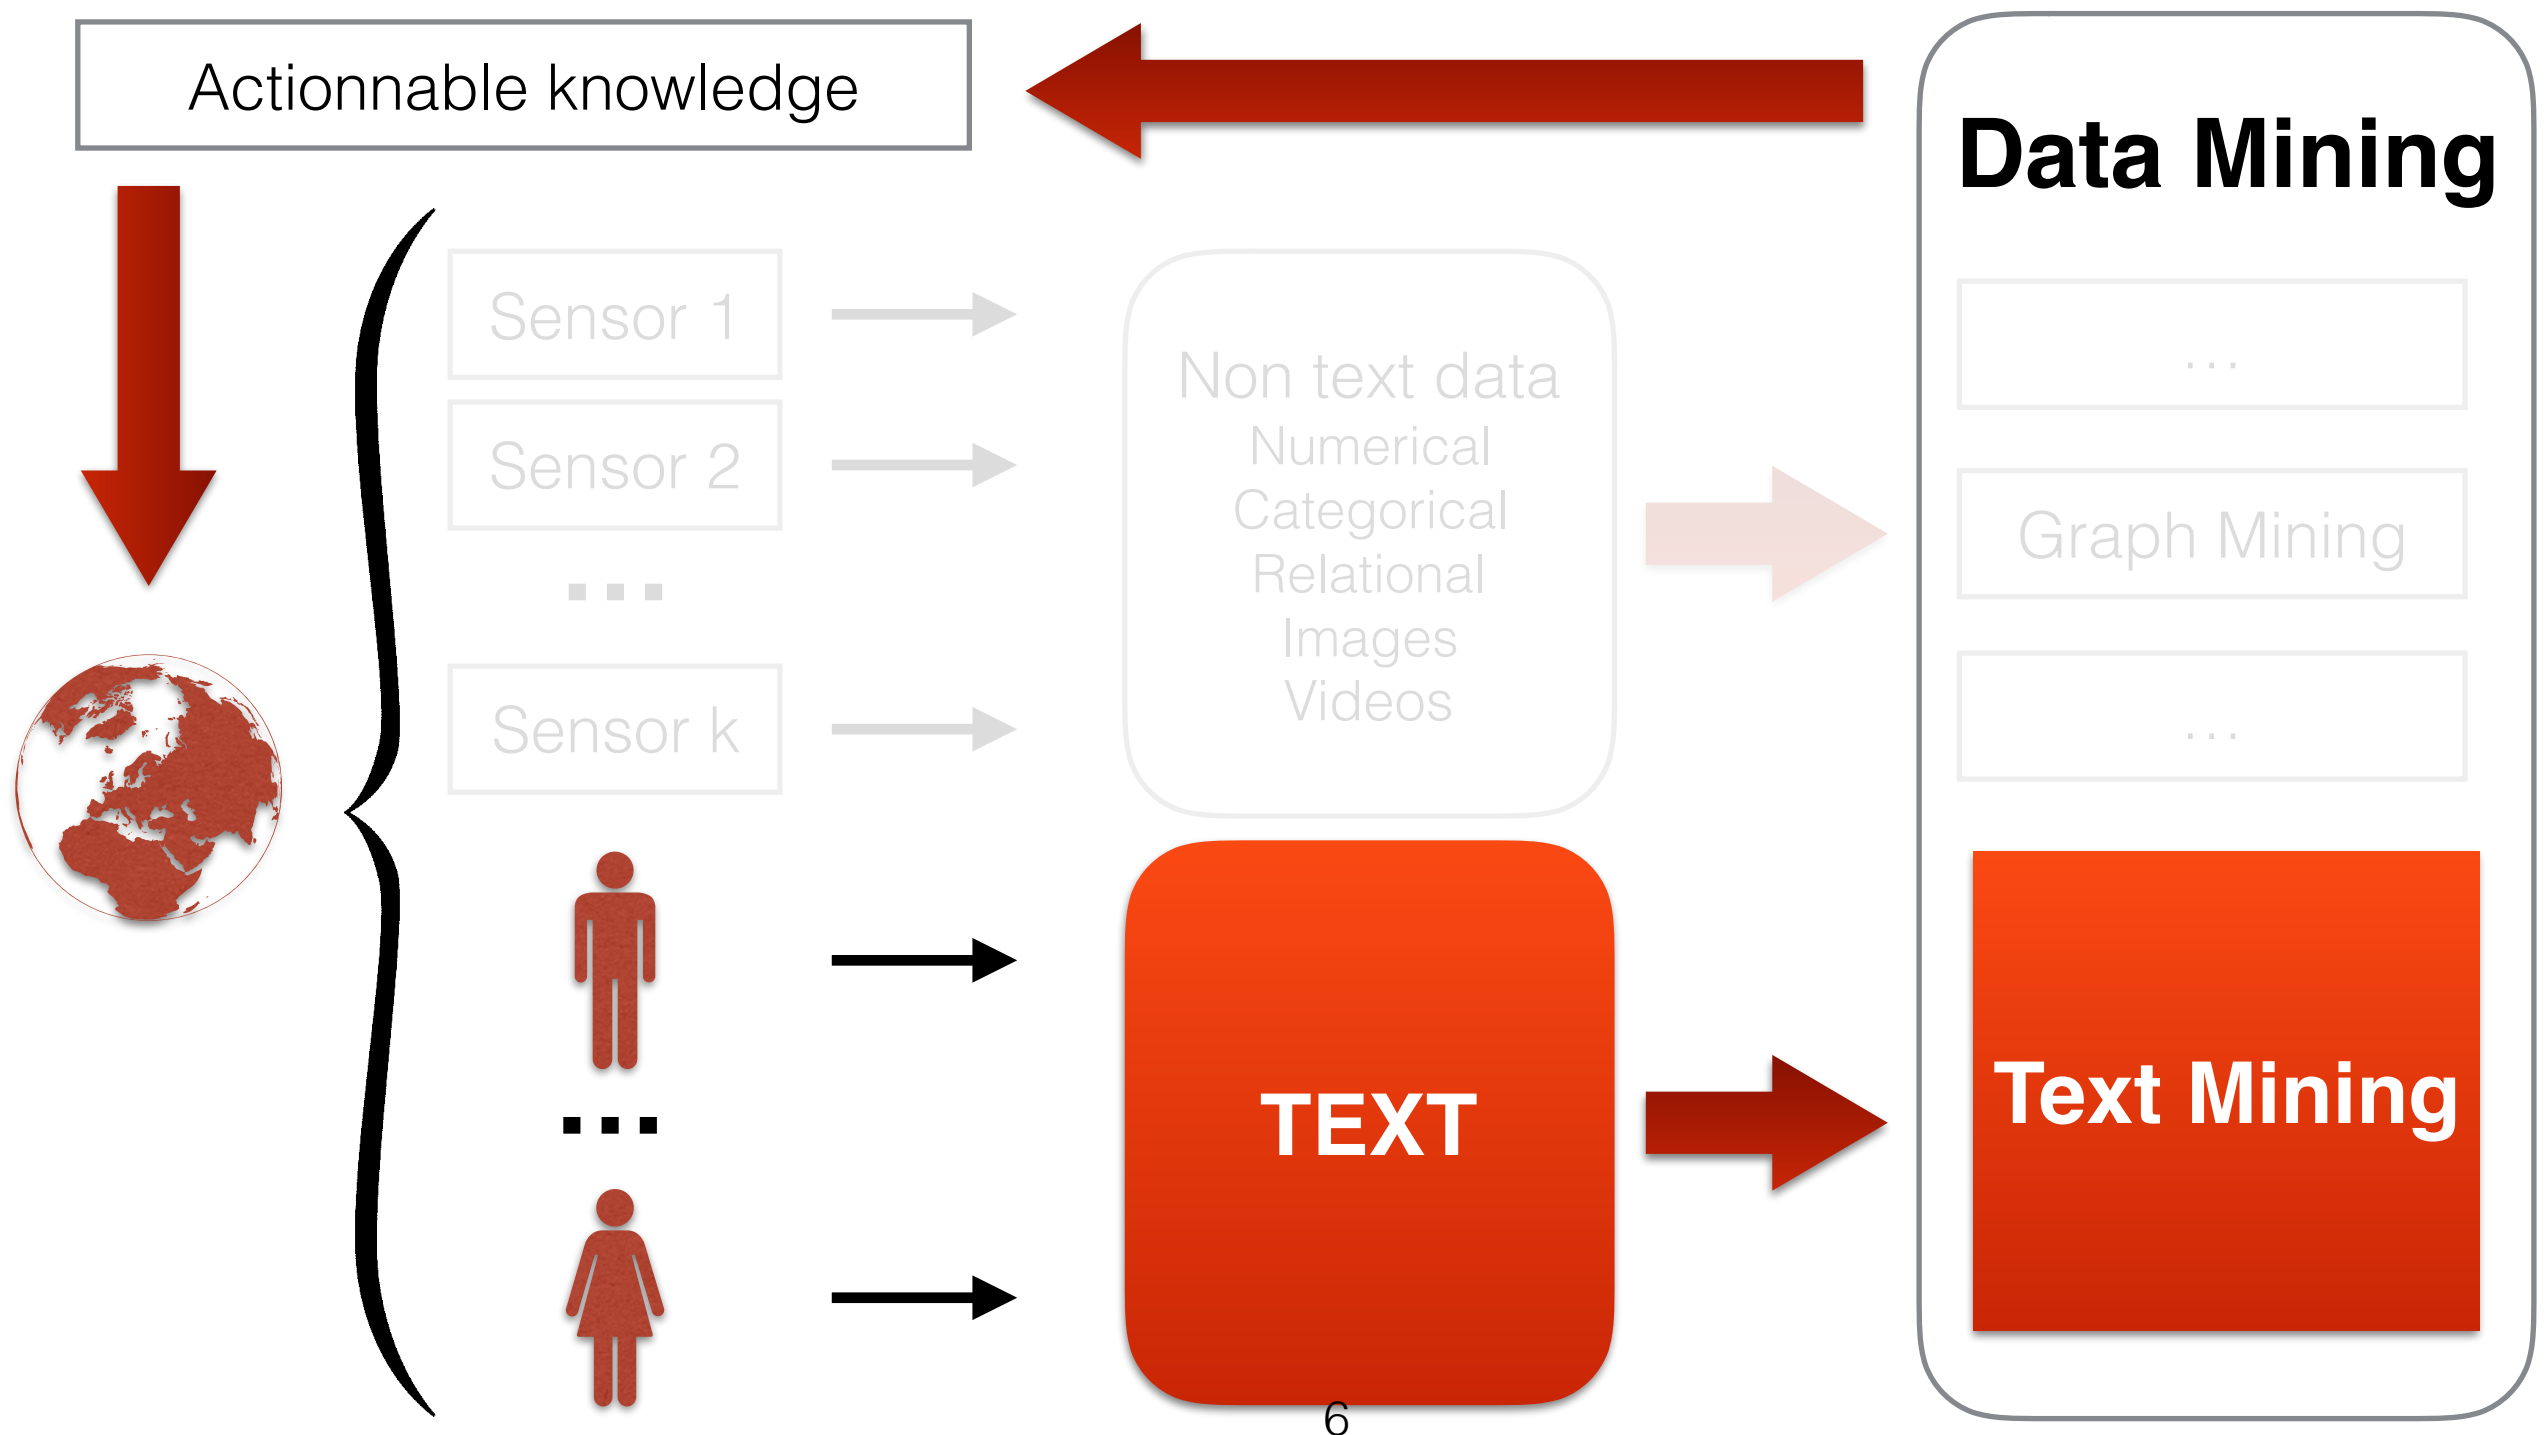 Actionnable knowledge
Data Mining
Sensor 1
Sensor 2
...
Sensor k
Non text data
Numerical
Categorical
Relational
Images
Videos
...
Graph Mining
...
...
TEXT
Text Mining
6